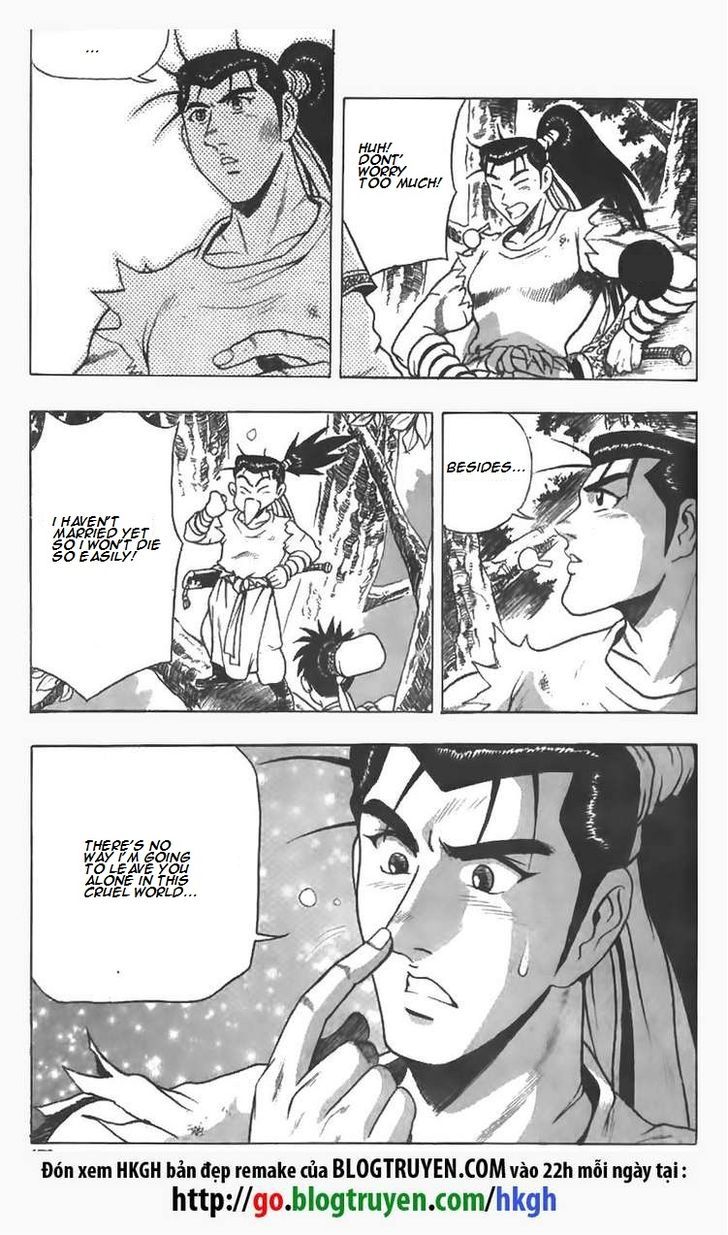 ...
HUH!
DONT'
WORRY
TOO MUCH!
I HAVEN'T
MARRIED YET
SO I WON'T DIE
SO EASILY!
BESIDES...
THERE'S NO
WAY I'M GOING
TO LEAVE YOU
ALONE IN THIS
CRUEL WORLD...
Đón xem HKGH bản đẹp remake của BLOGTRUYEN.COM vào 22h mỗi ngày tại :
http://go.blogtruyen.com/hkgh